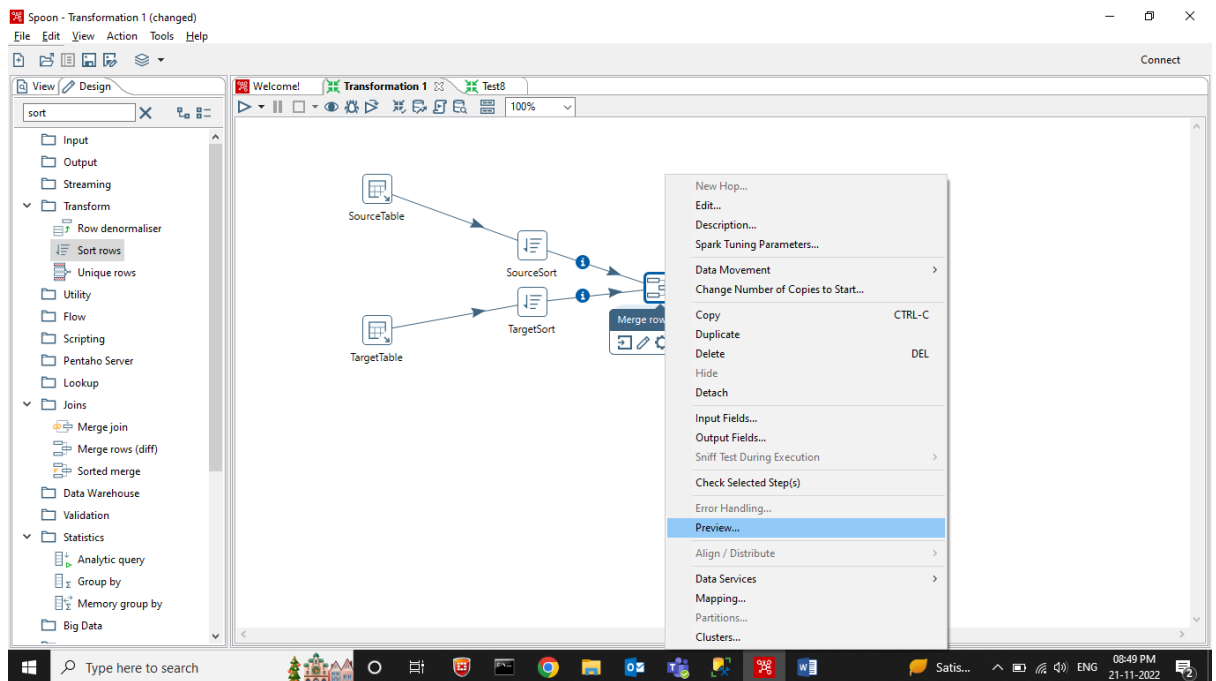 Spoon - Transformation 1 (changed)
File Edit View Action Tools Help
Connect
View Design
Welcome! Transformation 1 Test8
sort
100%
Input
Output
Streaming
Transform
Row denormaliser
Sort rows
Unique rows
Utility
Flow
Scripting
Pentaho Server
Lookup
Joins
Merge join
Merge rows (diff)
Sorted merge
Data Warehouse
Validation
Statistics
Analytic query
Group by
Memory group by
Big Data
SourceTable
SourceSort
TargetSort
TargetTable
Merge row
New Hop...
Edit...
Description...
Spark Tuning Parameters...
Data Movement
Change Number of Copies to Start...
Copy CTRL-C
Duplicate
Delete DEL
Hide
Detach
Input Fields...
Output Fields...
Sniff Test During Execution
Check Selected Step(s)
Error Handling...
Preview...
Align / Distribute
Data Services
Mapping...
Partitions...
Clusters...
Type here to search
Satis...
ENG
08:49 PM
21-11-2022
2